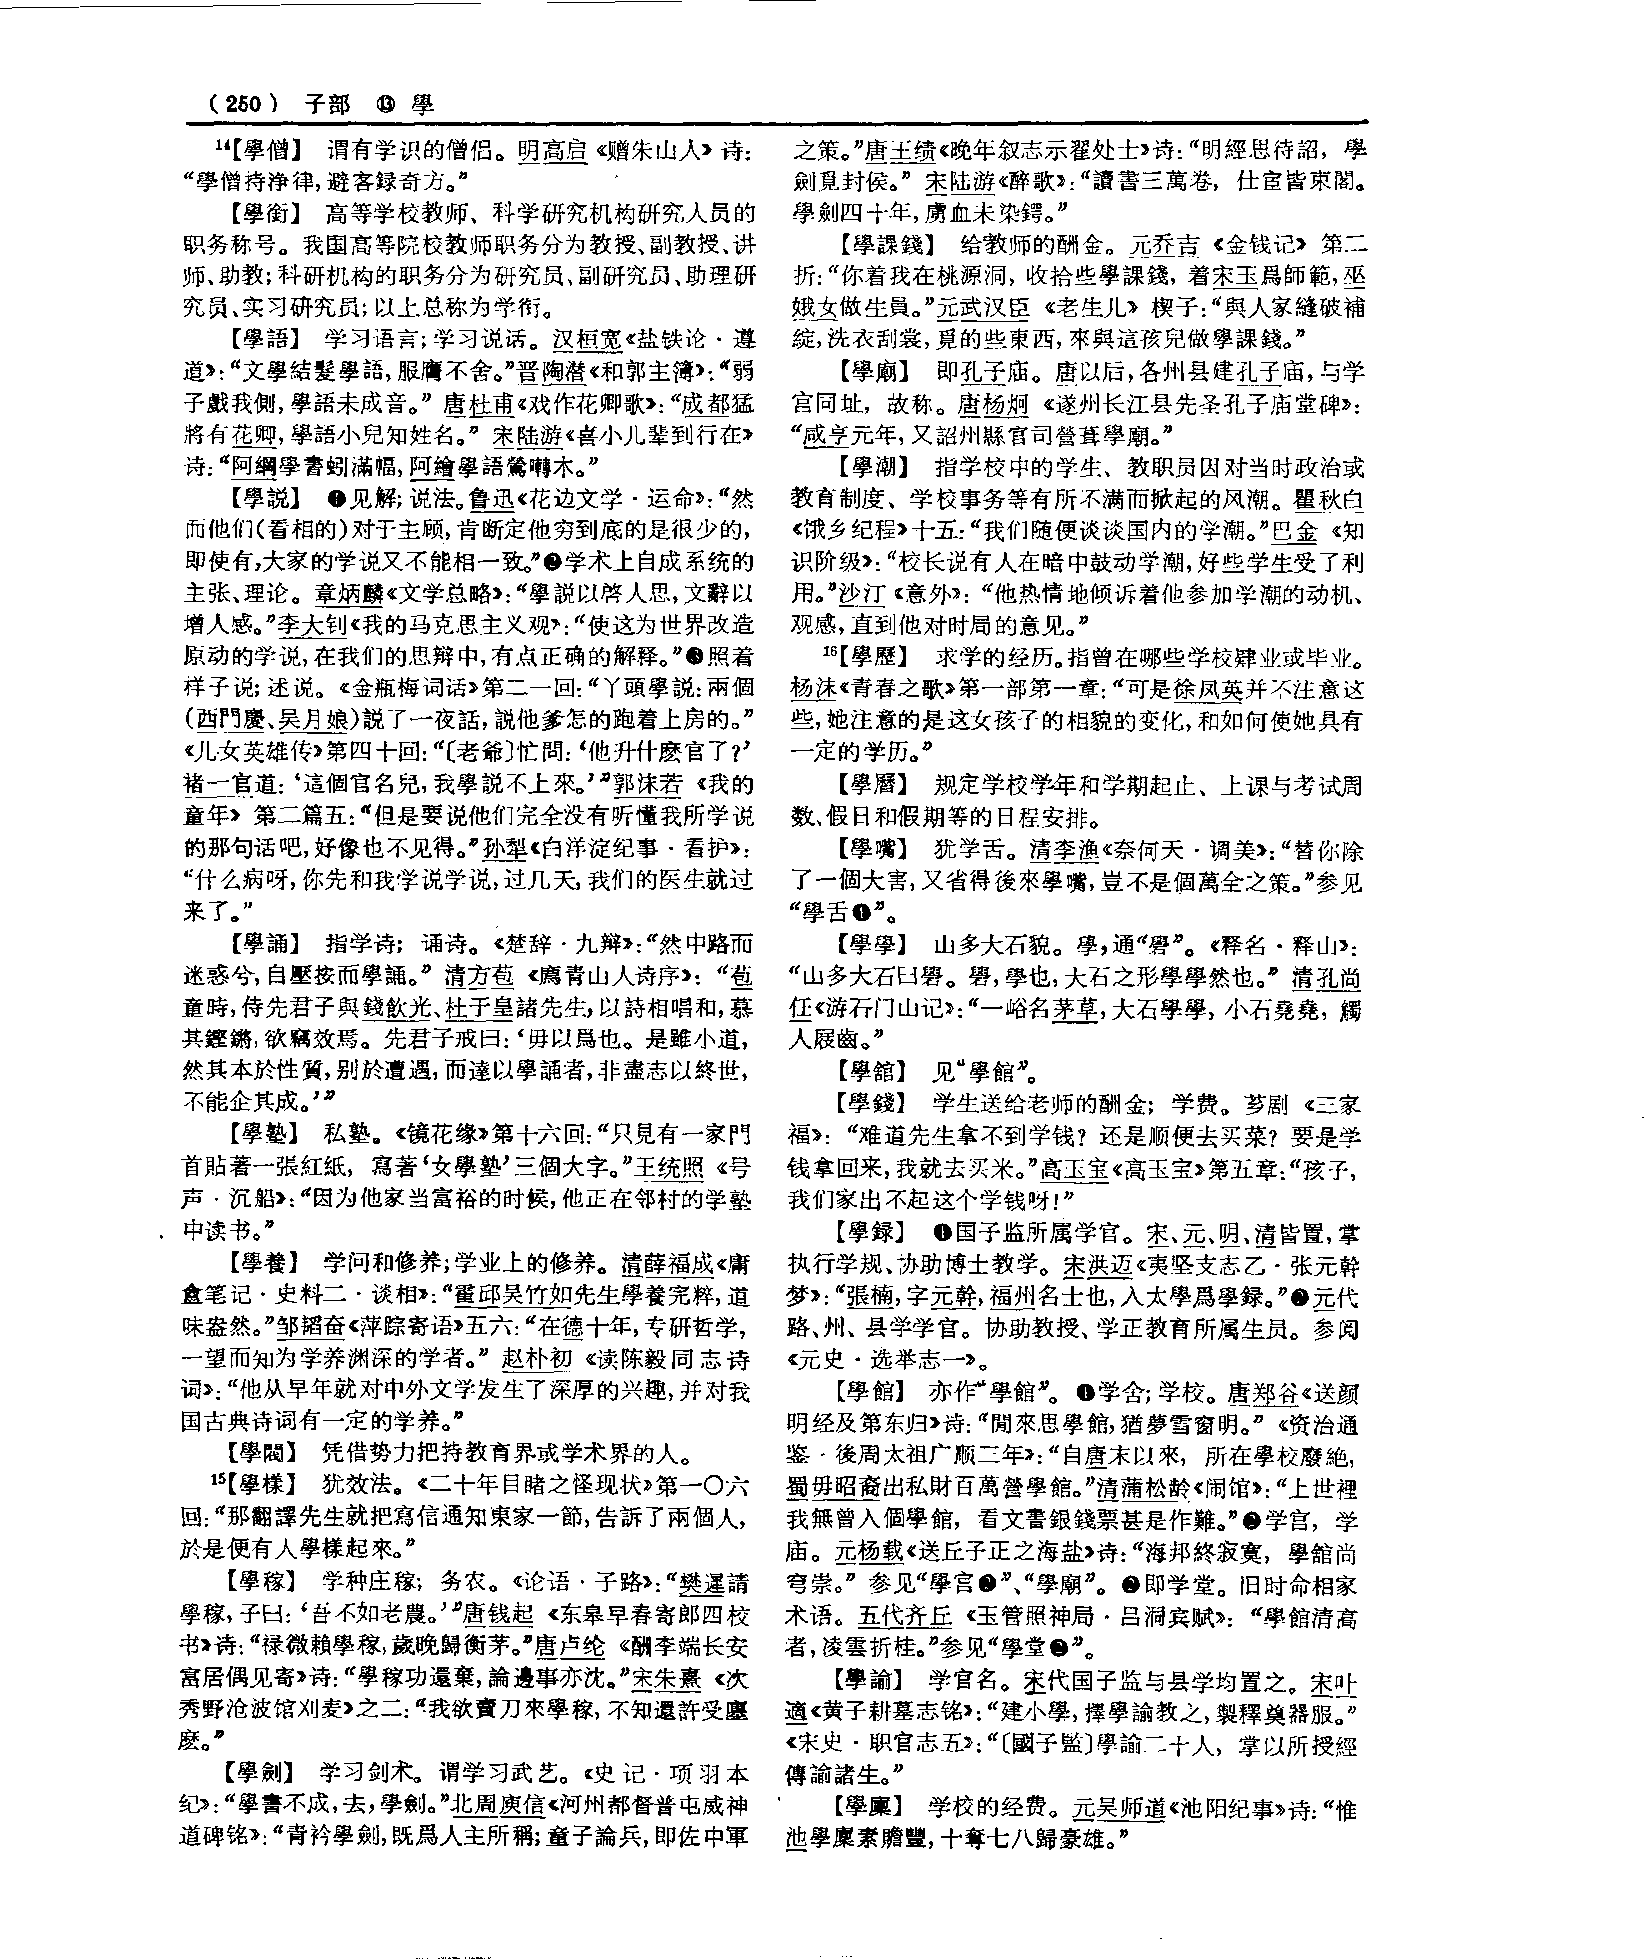 (250) 子部 ⓭ 學
¹⁴【學僧】 谓有学识的僧侣。明高启《赠朱山人》诗：
“學僧持浄律，避客録奇方。”
【學銜】 高等学校教师、科学研究机构研究人员的
职务称号。我国高等院校教师职务分为教授、副教授、讲
师、助教；科研机构的职务分为研究员、副研究员、助理研
究员、实习研究员；以上总称为学衔。
【學語】 学习语言；学习说话。汉桓宽《盐铁论·遵
道》：“文學結髮學語，服膺不舍。”晋陶潜《和郭主簿》：“弱
子戲我側，學語未成音。”唐杜甫《戏作花卿歌》：“成都猛
將有花卿，學語小兒知姓名。”宋陆游《喜小儿辈到行在》
诗：“阿綱學書蚓滿幅，阿繪學語鶯囀木。”
【學説】 ❶见解；说法。鲁迅《花边文学·运命》：“然
而他们(看相的)对于主顾，肯断定他穷到底的是很少的，
即使有，大家的学说又不能相一致。”❷学术上自成系统的
主张、理论。章炳麟《文学总略》：“學説以啓人思，文辭以
增人感。”李大钊《我的马克思主义观》：“使这为世界改造
原动的学说，在我们的思辩中，有点正确的解释。”❸照着
样子说；述说。《金瓶梅词话》第二一回：“丫頭學説：兩個
(西門慶、吴月娘)説了一夜話，説他爹怎的跑着上房的。”
《儿女英雄传》第四十回：“〔老爺〕忙問：‘他升什麽官了？’
褚一官道：‘這個官名兒，我學説不上來。’”郭沫若《我的
童年》第二篇五：“但是要说他们完全没有听懂我所学说
的那句话吧，好像也不见得。”孙犁《白洋淀纪事·看护》：
“什么病呀，你先和我学说学说，过几天，我们的医生就过
来了。”
【學誦】 指学诗；诵诗。《楚辞·九辩》：“然中路而
迷惑兮，自壓按而學誦。”清方苞《廌青山人诗序》：“苞
童時，侍先君子與錢飲光、杜于皇諸先生，以詩相唱和，慕
其鏗鏘，欲竊效焉。先君子戒曰：‘毋以爲也。是雖小道，
然其本於性質，别於遭遇，而達以學誦者，非盡志以終世，
不能企其成。’”
【學塾】 私塾。《镜花缘》第十六回：“只見有一家門
首貼著一張紅紙，寫著‘女學塾’三個大字。”王统照《号
声·沉船》：“因为他家当富裕的时候，他正在邻村的学塾
中读书。”
【學養】 学问和修养；学业上的修养。清薛福成《庸
盦笔记·史料二·谈相》：“霍邱吴竹如先生學養完粹，道
味盎然。”邹韬奋《萍踪寄语》五六：“在德十年，专研哲学，
一望而知为学养渊深的学者。”赵朴初《读陈毅同志诗
词》：“他从早年就对中外文学发生了深厚的兴趣，并对我
国古典诗词有一定的学养。”
【學閥】 凭借势力把持教育界或学术界的人。
¹⁵【學樣】 犹效法。《二十年目睹之怪现状》第一〇六
回：“那翻譯先生就把寫信通知東家一節，告訴了兩個人，
於是便有人學樣起來。”
【學稼】 学种庄稼；务农。《论语·子路》：“樊遲請
學稼，子曰：‘吾不如老農。’”唐钱起《东皋早春寄郎四校
书》诗：“禄微賴學稼，歲晚歸衡茅。”唐卢纶《酬李端长安
寓居偶见寄》诗：“學稼功還棄，論邊事亦沈。”宋朱熹《次
秀野沧波馆刈麦》之二：“我欲賣刀來學稼，不知還許受廛
麽。”
【學劍】 学习剑术。谓学习武艺。《史记·项羽本
纪》：“學書不成，去，學劍。”北周庾信《河州都督普屯威神
道碑铭》：“青衿學劍，既爲人主所稱；童子論兵，即佐中軍
之策。”唐王绩《晚年叙志示翟处士》诗：“明經思待詔，學
劍覓封侯。”宋陆游《醉歌》：“讀書三萬卷，仕宦皆束閣。
學劍四十年，虜血未染鍔。”
【學課錢】 给教师的酬金。元乔吉《金钱记》第二
折：“你着我在桃源洞，收拾些學課錢，着宋玉爲師範，巫
娥女做生員。”元武汉臣《老生儿》楔子：“與人家縫破補
綻，洗衣刮裳，覓的些東西，來與這孩兒做學課錢。”
【學廟】 即孔子庙。唐以后，各州县建孔子庙，与学
宫同址，故称。唐杨炯《遂州长江县先圣孔子庙堂碑》：
“咸亨元年，又詔州縣官司營葺學廟。”
【學潮】 指学校中的学生、教职员因对当时政治或
教育制度、学校事务等有所不满而掀起的风潮。瞿秋白
《饿乡纪程》十五：“我们随便谈谈国内的学潮。”巴金《知
识阶级》：“校长说有人在暗中鼓动学潮，好些学生受了利
用。”沙汀《意外》：“他热情地倾诉着他参加学潮的动机、
观感，直到他对时局的意见。”
¹⁶【學歷】 求学的经历。指曾在哪些学校肄业或毕业。
杨沫《青春之歌》第一部第一章：“可是徐凤英并不注意这
些，她注意的是这女孩子的相貌的变化，和如何使她具有
一定的学历。”
【學曆】 规定学校学年和学期起止、上课与考试周
数、假日和假期等的日程安排。
【學嘴】 犹学舌。清李渔《奈何天·调美》：“替你除
了一個大害，又省得後來學嘴，豈不是個萬全之策。”参见
“學舌❶”。
【學學】 山多大石貌。學，通“礐”。《释名·释山》：
“山多大石曰礐。礐，學也，大石之形學學然也。”清孔尚
任《游石门山记》：“一峪名茅草，大石學學，小石堯堯，觸
人屐齒。”
【學舘】 见“學館”。
【學錢】 学生送给老师的酬金；学费。芗剧《三家
福》：“难道先生拿不到学钱？还是顺便去买菜？要是学
钱拿回来，我就去买米。”高玉宝《高玉宝》第五章：“孩子，
我们家出不起这个学钱呀！”
【學録】 ❶国子监所属学官。宋、元、明、清皆置，掌
执行学规、协助博士教学。宋洪迈《夷坚支志乙·张元幹
梦》：“張楠，字元幹，福州名士也，入太學爲學録。”❷元代
路、州、县学学官。协助教授、学正教育所属生员。参阅
《元史·选举志一》。
【學館】 亦作“學舘”。❶学舍；学校。唐郑谷《送颜
明经及第东归》诗：“閒來思學館，猶夢雪窗明。”《资治通
鉴·後周太祖广顺三年》：“自唐末以來，所在學校廢絶，
蜀毋昭裔出私財百萬營學館。”清蒲松龄《闹馆》：“上世裡
我無曾入個學館，看文書銀錢票甚是作難。”❷学宫，学
庙。元杨载《送丘子正之海盐》诗：“海邦終寂寞，學舘尚
穹崇。”参见“學宫❷”、“學廟”。❷即学堂。旧时命相家
术语。五代齐丘《玉管照神局·吕洞宾赋》：“學館清高
者，凌雲折桂。”参见“學堂❷”。
【學諭】 学官名。宋代国子监与县学均置之。宋叶
適《黄子耕墓志铭》：“建小學，擇學諭教之，製釋奠器服。”
《宋史·职官志五》：“〔國子監〕學諭二十人，掌以所授經
傳諭諸生。”
【學廩】 学校的经费。元吴师道《池阳纪事》诗：“惟
池學廩素贍豐，十奪七八歸豪雄。”